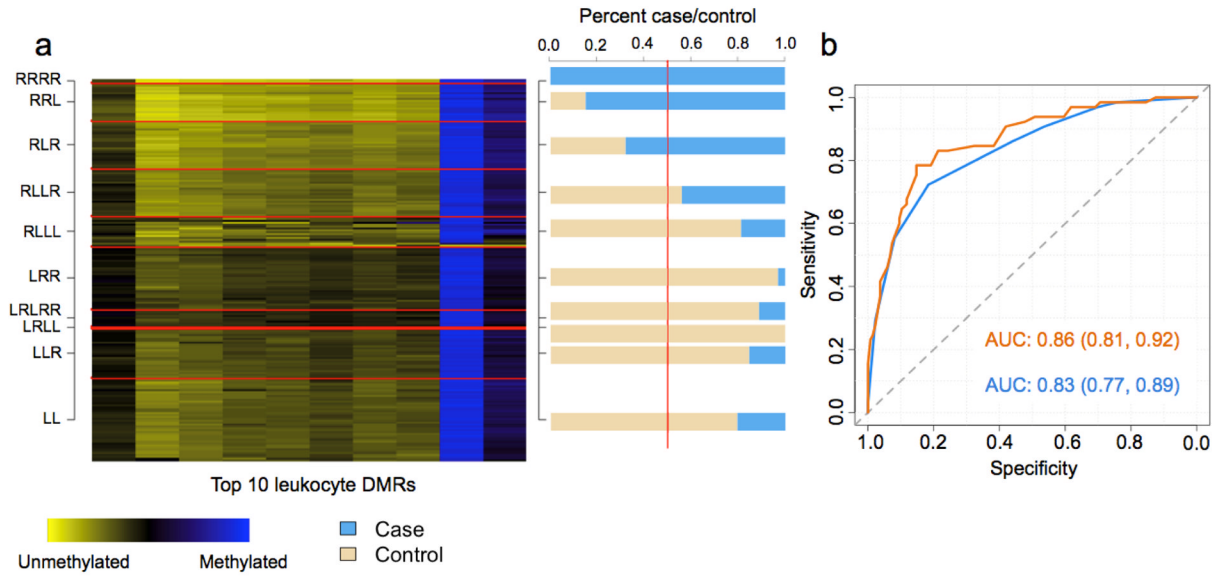 a
Percent case/control
0.0 0.2 0.4 0.6 0.8 1.0
RRRR
RRL
RLR
RLLR
RLLL
LRR
LRLRR
LRLL
LLR
LL
Top 10 leukocyte DMRs
Unmethylated Methylated
Case
Control
b
Sensitivity
1.0
0.8
0.6
0.4
0.2
0.0
AUC: 0.86 (0.81, 0.92)
AUC: 0.83 (0.77, 0.89)
1.0 0.2 0.4 0.6 0.8 0.0
Specificity